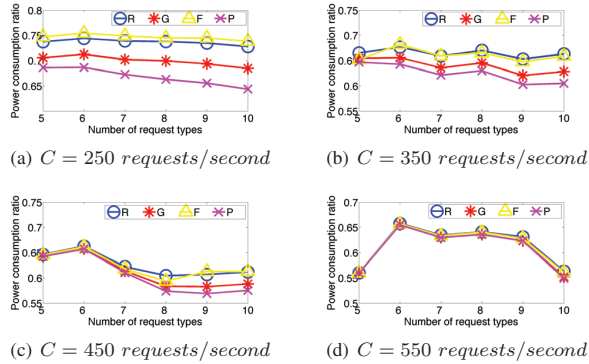 Power consumption ratio
0.8
0.75
0.7
0.65
R G F P
5 6 7 8 9 10
Number of request types
(a) C = 250 requests/second
Power consumption ratio
0.75
0.7
0.65
0.6
0.55
R G F P
5 6 7 8 9 10
Number of request types
(b) C = 350 requests/second
Power consumption ratio
0.75
0.7
0.65
0.6
0.55
R G F P
5 6 7 8 9 10
Number of request types
(c) C = 450 requests/second
Power consumption ratio
0.75
0.7
0.65
0.6
0.55
0.5
R G F P
5 6 7 8 9 10
Number of request types
(d) C = 550 requests/second